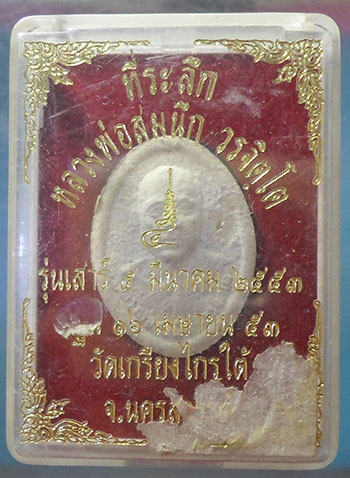 ที่ระลึก
หลวงพ่อสมนึก วรจิตฺโต
รุ่นเสาร์ ๕ มีนาคม ๒๕๕๓
๑๖ เมษายน ๕๓
วัดเกรียงไกรใต้
จ.นคร